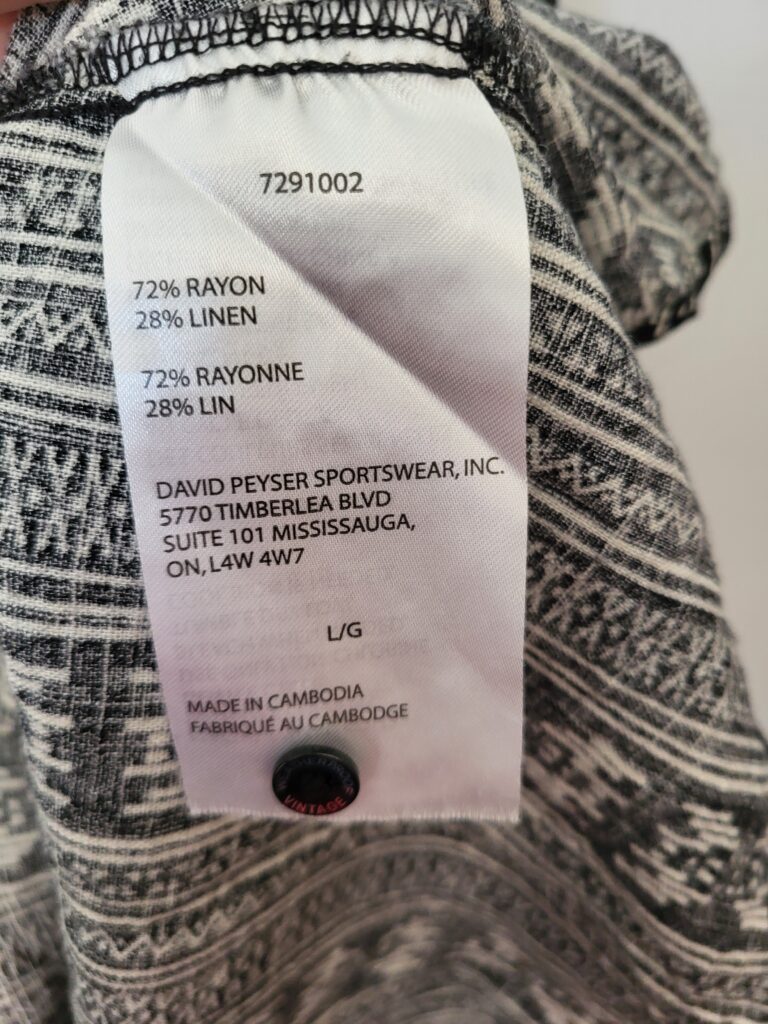 7291002
72% RAYON
28% LINEN
72% RAYONNE
28% LIN
DAVID PEYSER SPORTSWEAR, INC.
5770 TIMBERLEA BLVD
SUITE 101 MISSISSAUGA,
ON, L4W 4W7
L/G
MADE IN CAMBODIA
FABRIQUÉ AU CAMBODGE
VINTAGE